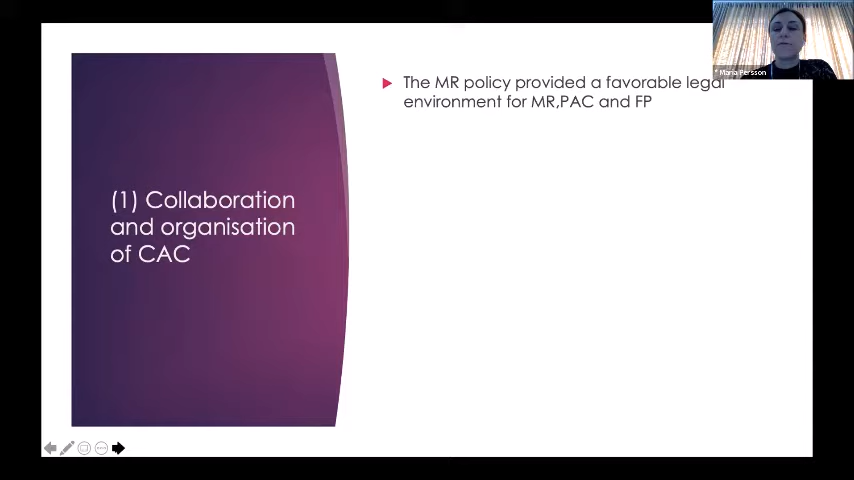 The MR policy provided a favorable legal
environment for MR,PAC and FP
(1) Collaboration
and organisation
of CAC
Maria Persson